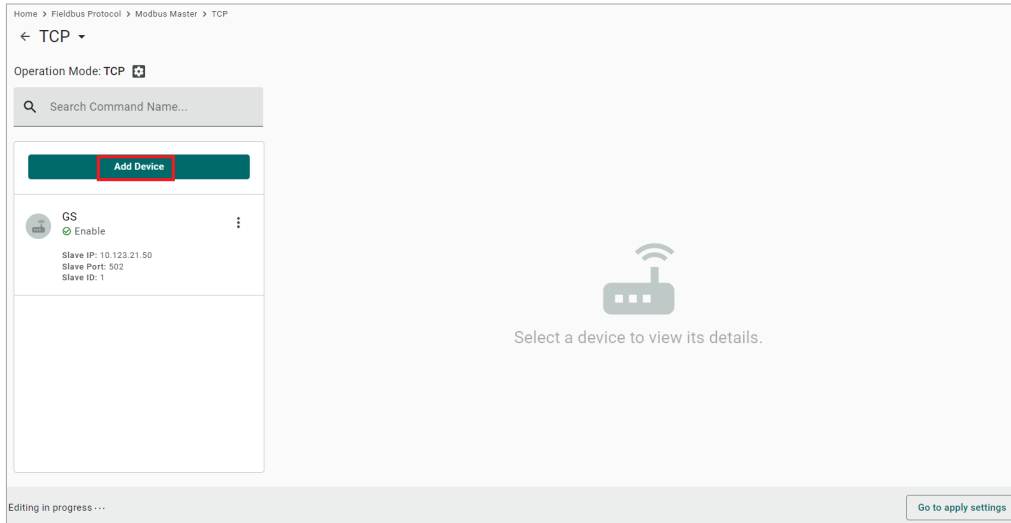 Home > Fieldbus Protocol > Modbus Master > TCP
← TCP
Operation Mode: TCP
Search Command Name...
Add Device
GS
Enable
Slave IP: 10.123.21.50
Slave Port: 502
Slave ID: 1
Select a device to view its details.
Editing in progress ···
Go to apply settings